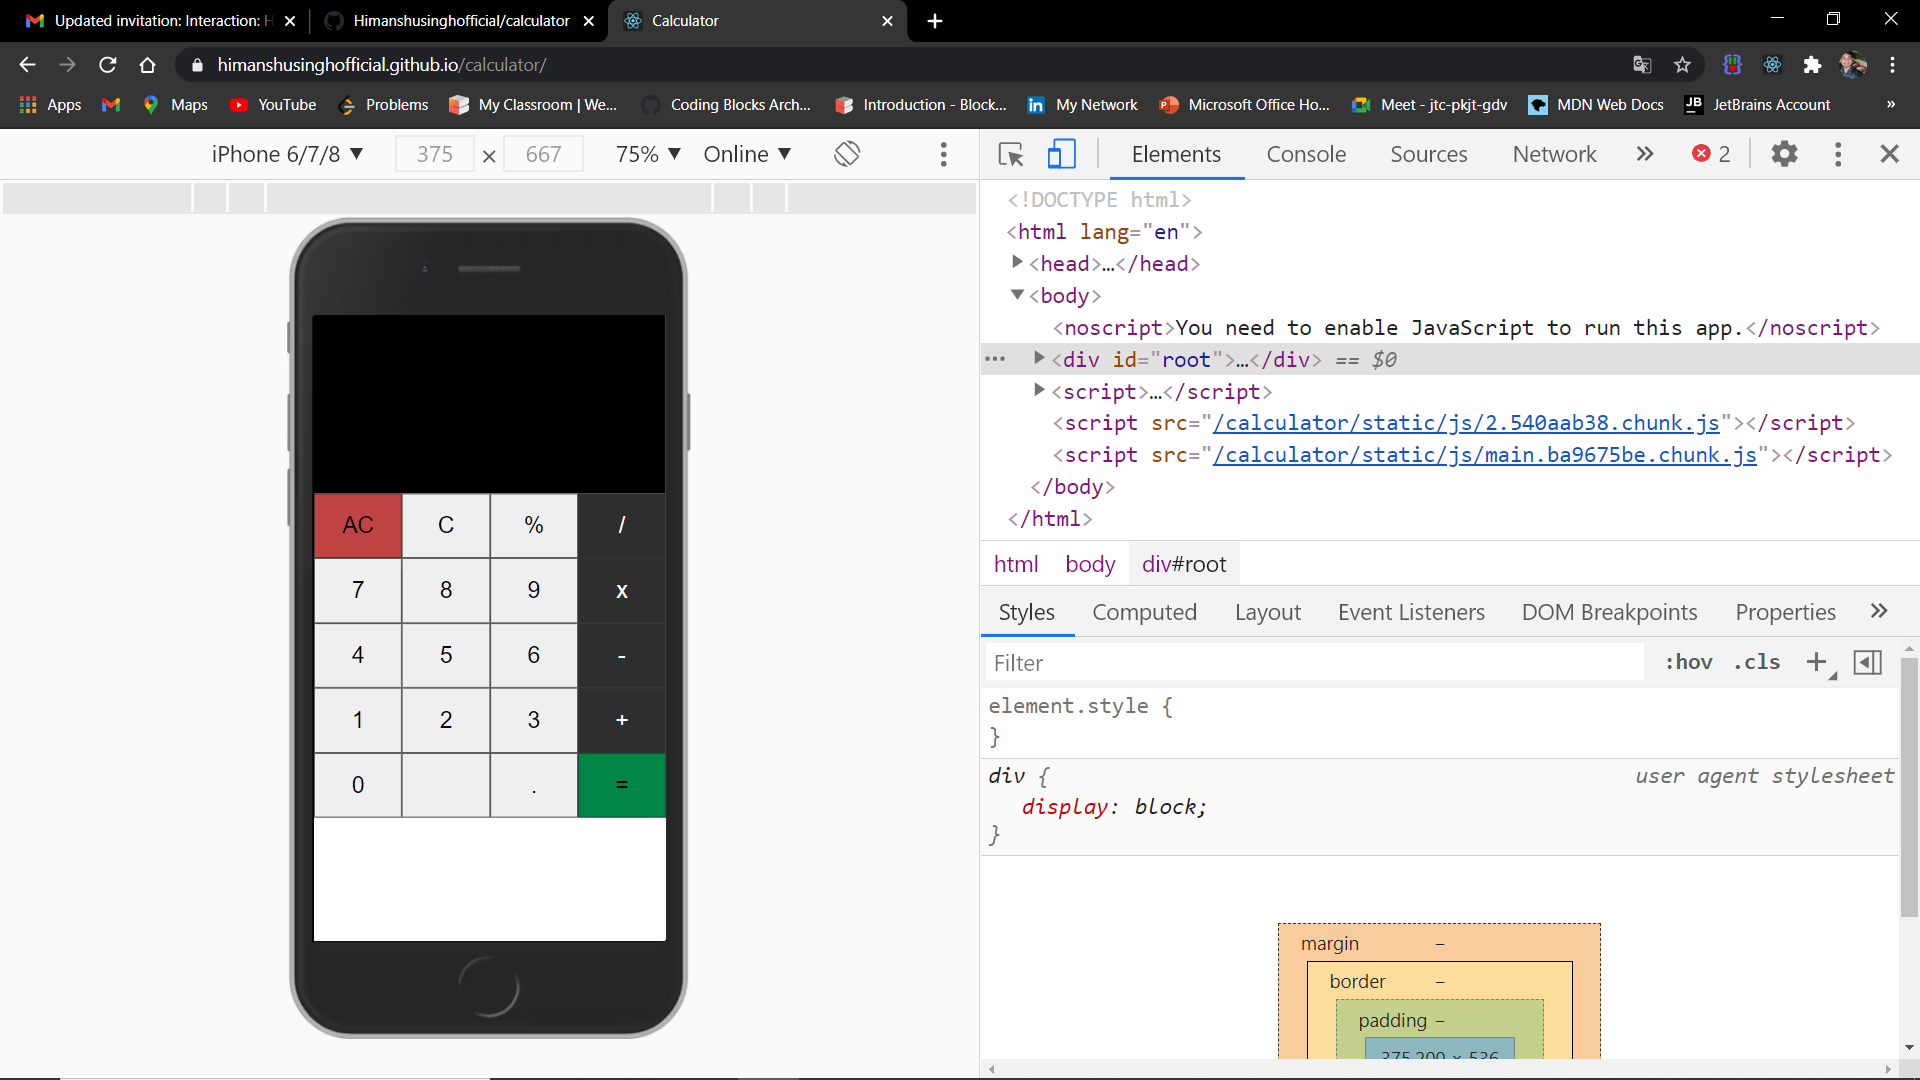 Updated invitation: Interaction: H
Himanshusinghofficial/calculator
Calculator
himanshusinghofficial.github.io/calculator/
Apps
Maps
YouTube
Problems
My Classroom | We...
Coding Blocks Arch...
Introduction - Block...
My Network
Microsoft Office Ho...
Meet - jtc-pkjt-gdv
MDN Web Docs
JetBrains Account
»
iPhone 6/7/8 ▼
375 × 667
75% ▼
Online ▼
AC C % /
7 8 9 x
4 5 6 -
1 2 3 +
0 . =
Elements
Console
Sources
Network
»
2
<!DOCTYPE html>
<html lang="en">
<head>…</head>
<body>
<noscript>You need to enable JavaScript to run this app.</noscript>
<div id="root">…</div> == $0
<script>…</script>
<script src="/calculator/static/js/2.540aab38.chunk.js"></script>
<script src="/calculator/static/js/main.ba9675be.chunk.js"></script>
</body>
</html>
html body div#root
Styles
Computed
Layout
Event Listeners
DOM Breakpoints
Properties
»
Filter
:hov .cls +
element.style {
}
div {
user agent stylesheet
display: block;
}
margin –
border –
padding –
375.200 × 536